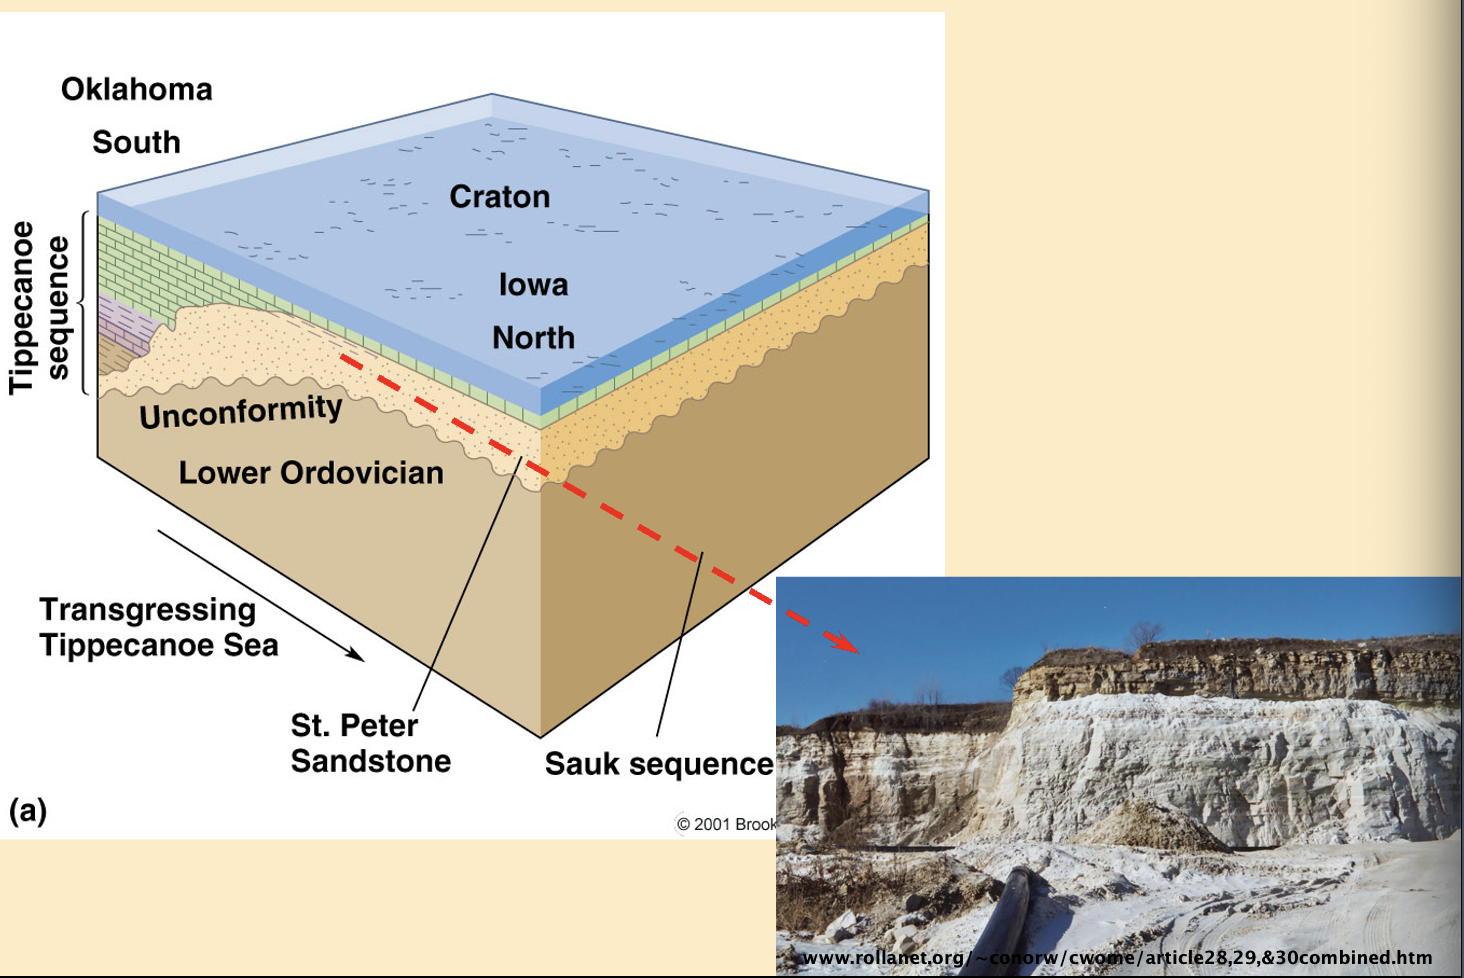 Oklahoma
South
Craton
Iowa
North
Tippecanoe
sequence
Unconformity
Lower Ordovician
Transgressing
Tippecanoe Sea
St. Peter
Sandstone
Sauk sequence
(a)
© 2001 Brook
www.rollanet.org/~conorw/cwome/article28,29,&30combined.htm